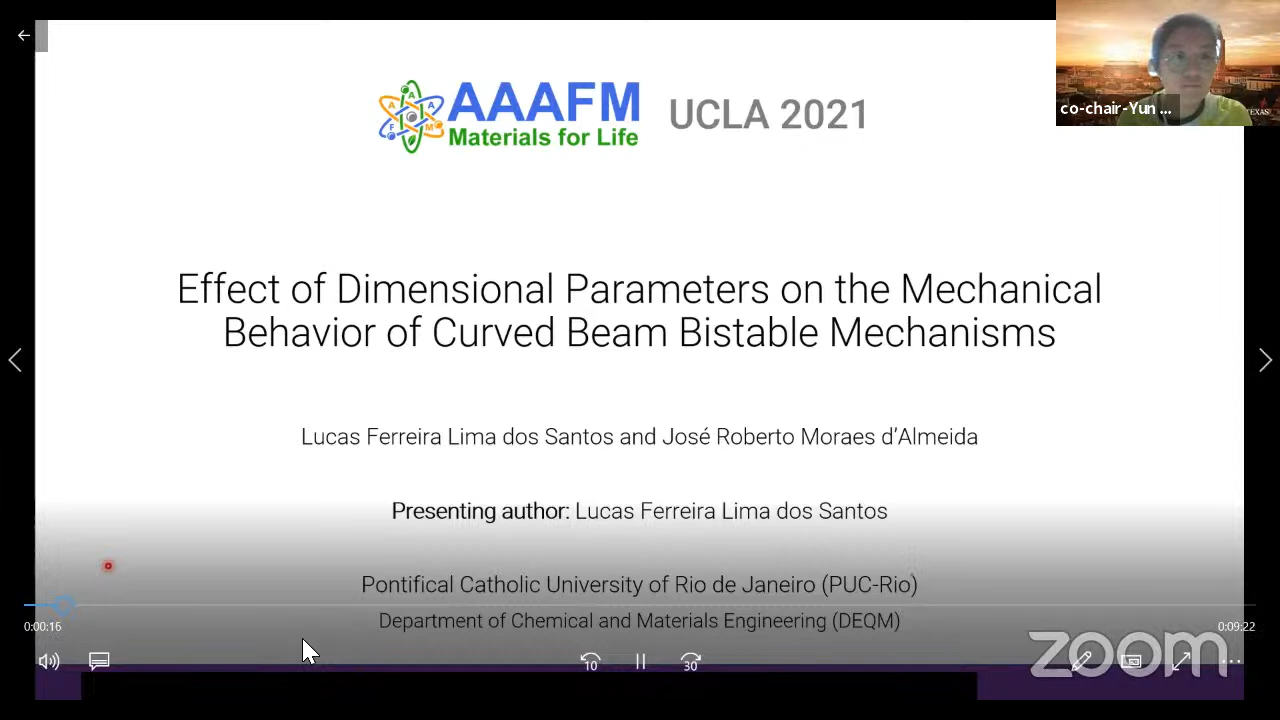 AAAFM
Materials for Life
UCLA 2021
co-chair-Yun ...
TEXAS
Effect of Dimensional Parameters on the Mechanical
Behavior of Curved Beam Bistable Mechanisms
Lucas Ferreira Lima dos Santos and José Roberto Moraes d’Almeida
Presenting author: Lucas Ferreira Lima dos Santos
Pontifical Catholic University of Rio de Janeiro (PUC-Rio)
Department of Chemical and Materials Engineering (DEQM)
0:00:16
0:09:22
10
30
zoom